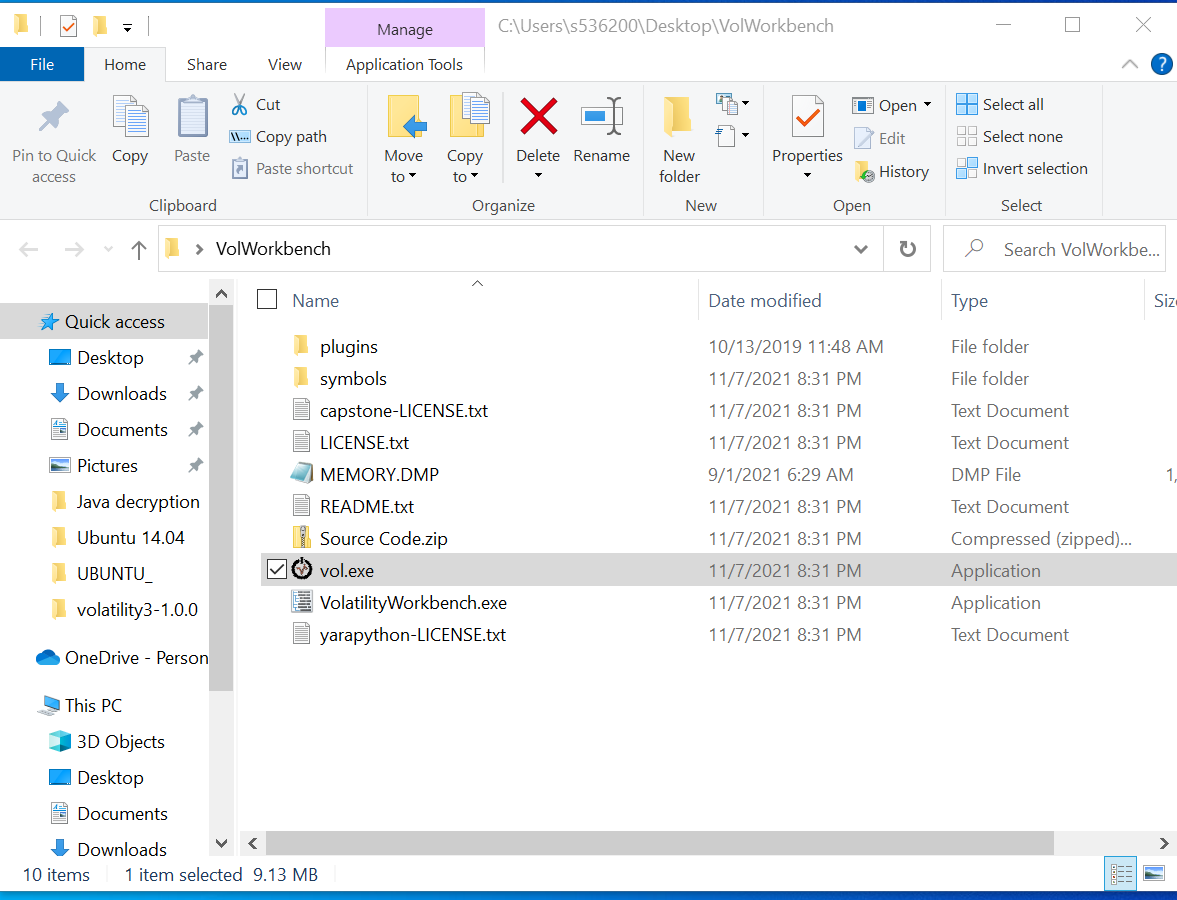 Manage
C:\Users\s536200\Desktop\VolWorkbench
File
Home
Share
View
Application Tools
?
Pin to Quick access
Copy
Paste
Cut
Copy path
Paste shortcut
Clipboard
Move to
Copy to
Delete
Rename
Organize
New folder
New
Properties
Open
Edit
History
Open
Select all
Select none
Invert selection
Select
VolWorkbench
Search VolWorkbe...
Quick access
Desktop
Downloads
Documents
Pictures
Java decryption
Ubuntu 14.04
UBUNTU_
volatility3-1.0.0
OneDrive - Person
This PC
3D Objects
Desktop
Documents
Downloads
Name Date modified Type Siz
plugins 10/13/2019 11:48 AM File folder
symbols 11/7/2021 8:31 PM File folder
capstone-LICENSE.txt 11/7/2021 8:31 PM Text Document
LICENSE.txt 11/7/2021 8:31 PM Text Document
MEMORY.DMP 9/1/2021 6:29 AM DMP File 1,
README.txt 11/7/2021 8:31 PM Text Document
Source Code.zip 11/7/2021 8:31 PM Compressed (zipped)...
vol.exe 11/7/2021 8:31 PM Application
VolatilityWorkbench.exe 11/7/2021 8:31 PM Application
yarapython-LICENSE.txt 11/7/2021 8:31 PM Text Document
10 items 1 item selected 9.13 MB